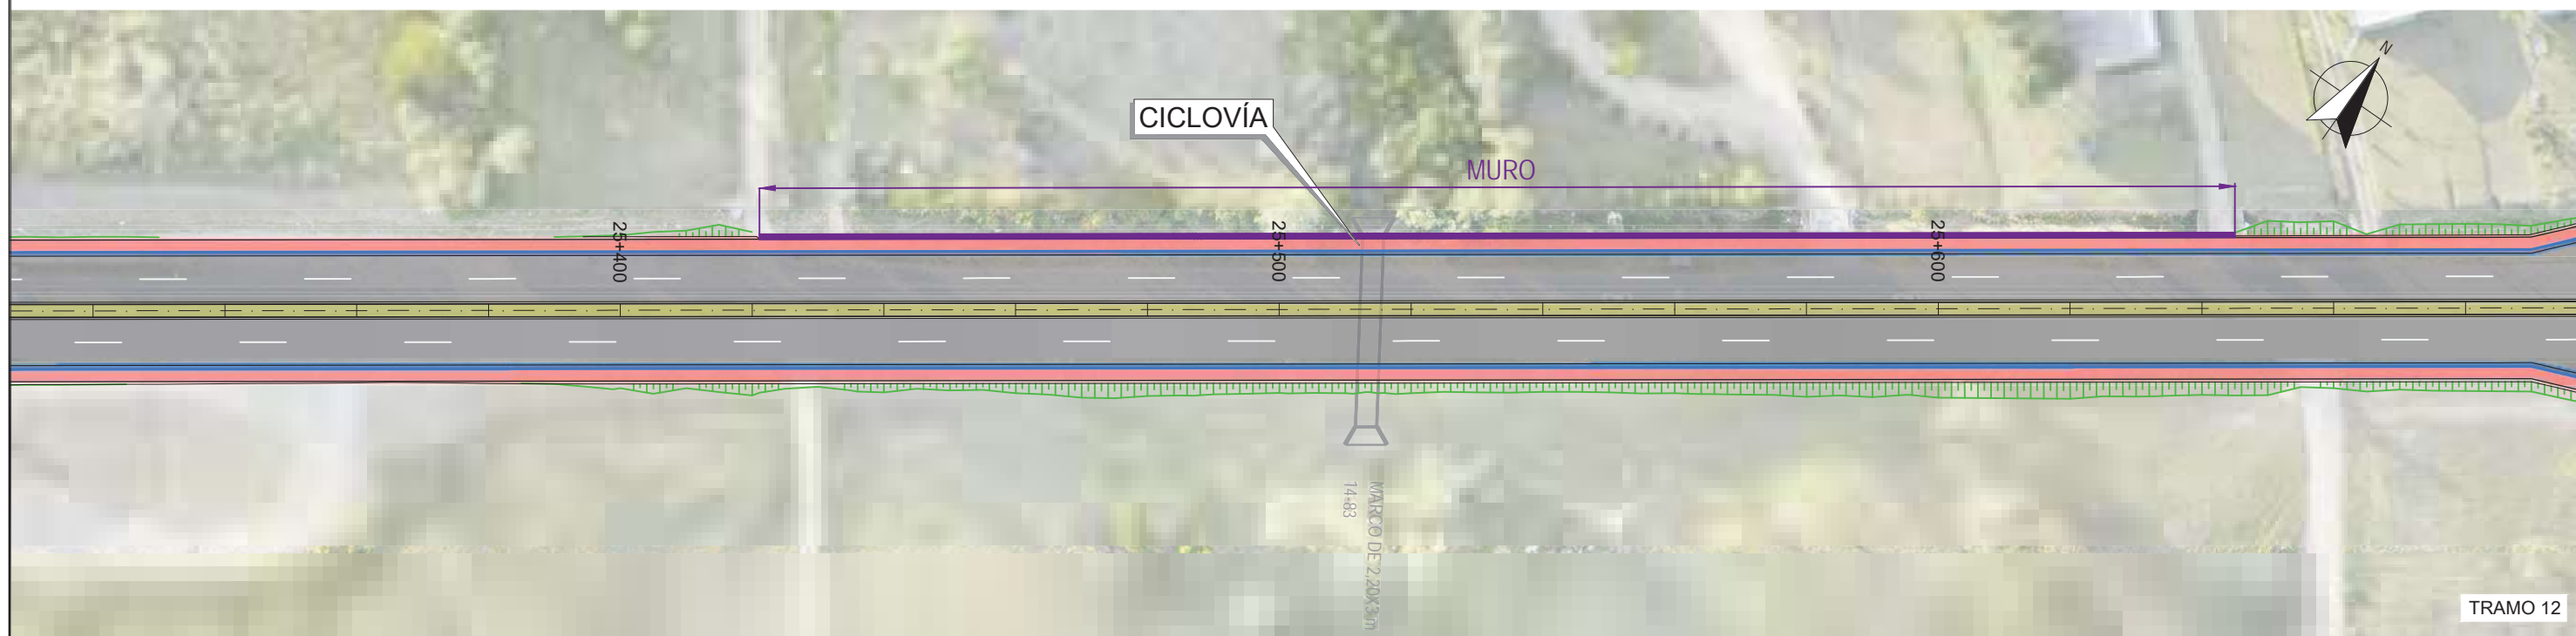 N
CICLOVÍA
MURO
25+400
25+500
25+600
14-83
MARCO DE 2,20X3 m
TRAMO 12